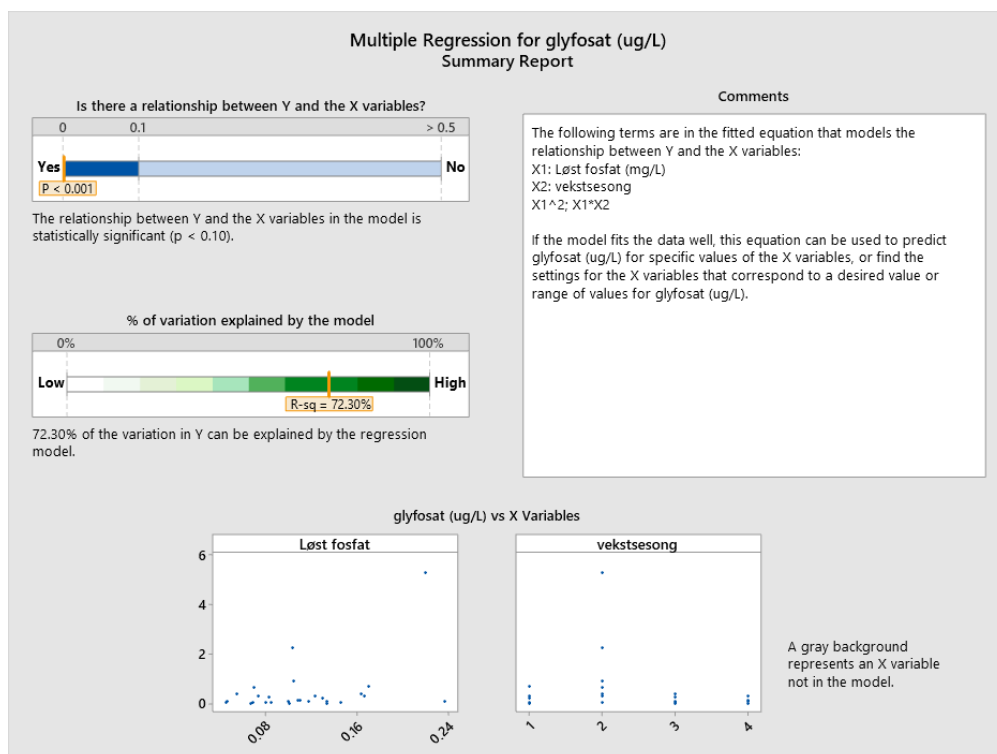 Multiple Regression for glyfosat (ug/L)
Summary Report
Is there a relationship between Y and the X variables?
0 0.1 > 0.5
Yes No
P < 0.001
The relationship between Y and the X variables in the model is
statistically significant (p < 0.10).
% of variation explained by the model
0% 100%
Low High
R-sq = 72.30%
72.30% of the variation in Y can be explained by the regression
model.
Comments
The following terms are in the fitted equation that models the
relationship between Y and the X variables:
X1: Løst fosfat (mg/L)
X2: vekstsesong
X1^2; X1*X2
If the model fits the data well, this equation can be used to predict
glyfosat (ug/L) for specific values of the X variables, or find the
settings for the X variables that correspond to a desired value or
range of values for glyfosat (ug/L).
glyfosat (ug/L) vs X Variables
Løst fosfat vekstsesong
6
4
2
0
0.08 0.16 0.24 1 2 3 4
A gray background
represents an X variable
not in the model.